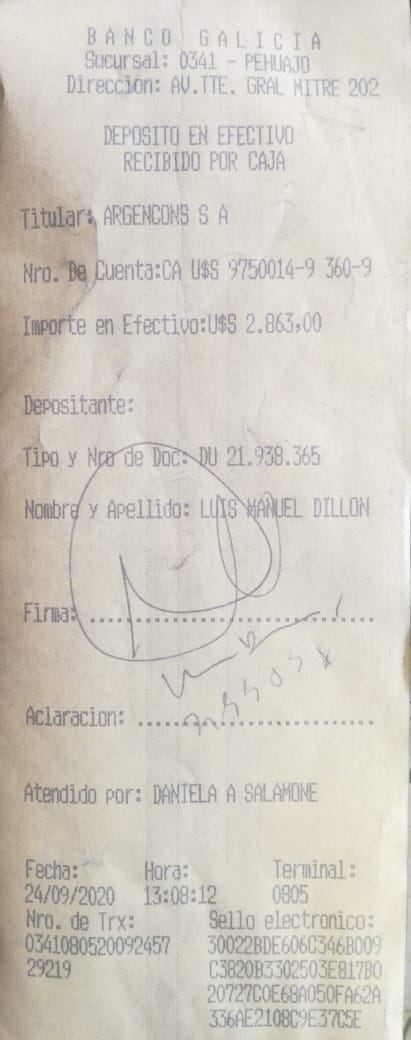 BANCO GALICIA
Sucursal: 0341 - PEHUAJO
Direccion: AV.TTE. GRAL MITRE 202
DEPOSITO EN EFECTIVO
RECIBIDO POR CAJA
Titular: ARGENCONS S A
Nro. De Cuenta:CA U$S 9750014-9 360-9
Importe en Efectivo:U$S 2.863,00
Depositante:
Tipo y Nro de Doc: DU 21.938.365
Nombre y Apellido: LUIS MANUEL DILLON
Firma: ................................
Aclaracion: ...........................
Atendido por: DANIELA A SALAMONE
Fecha: Hora: Terminal:
24/09/2020 13:08:12 0805
Nro. de Trx: Sello electronico:
0341080520092457 30022BDE606C346B009
29219 C3820B3302503E817B0
20727C0E68A050FA62A
336AE2108C9E37C5E